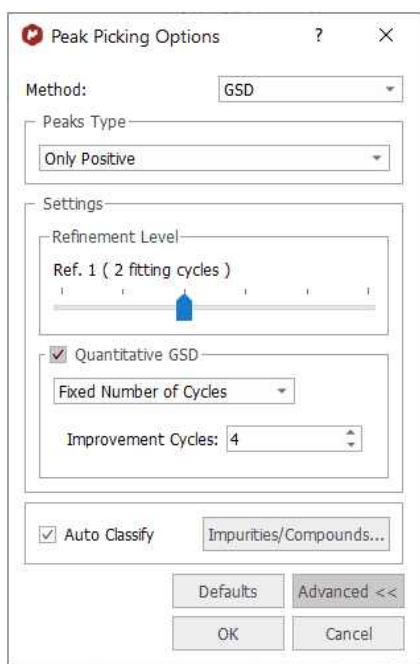 Peak Picking Options ?
Method: GSD
Peaks Type
Only Positive
Settings
Refinement Level
Ref. 1 ( 2 fitting cycles )
Quantitative GSD
Fixed Number of Cycles
Improvement Cycles: 4
Auto Classify Impurities/Compounds...
Defaults Advanced <<
OK Cancel